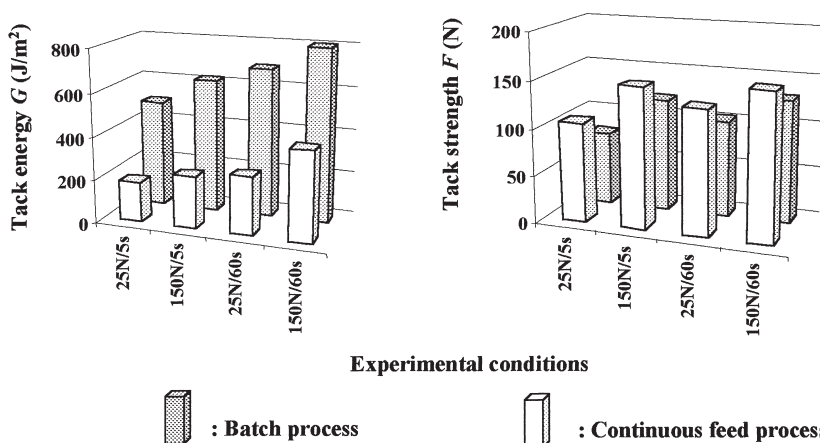 Tack energy G (J/m²)
800
600
400
200
0
25N/5s
150N/5s
25N/60s
150N/60s
Tack strength F (N)
200
150
100
50
0
25N/5s
150N/5s
25N/60s
150N/60s
Experimental conditions
: Batch process
: Continuous feed process